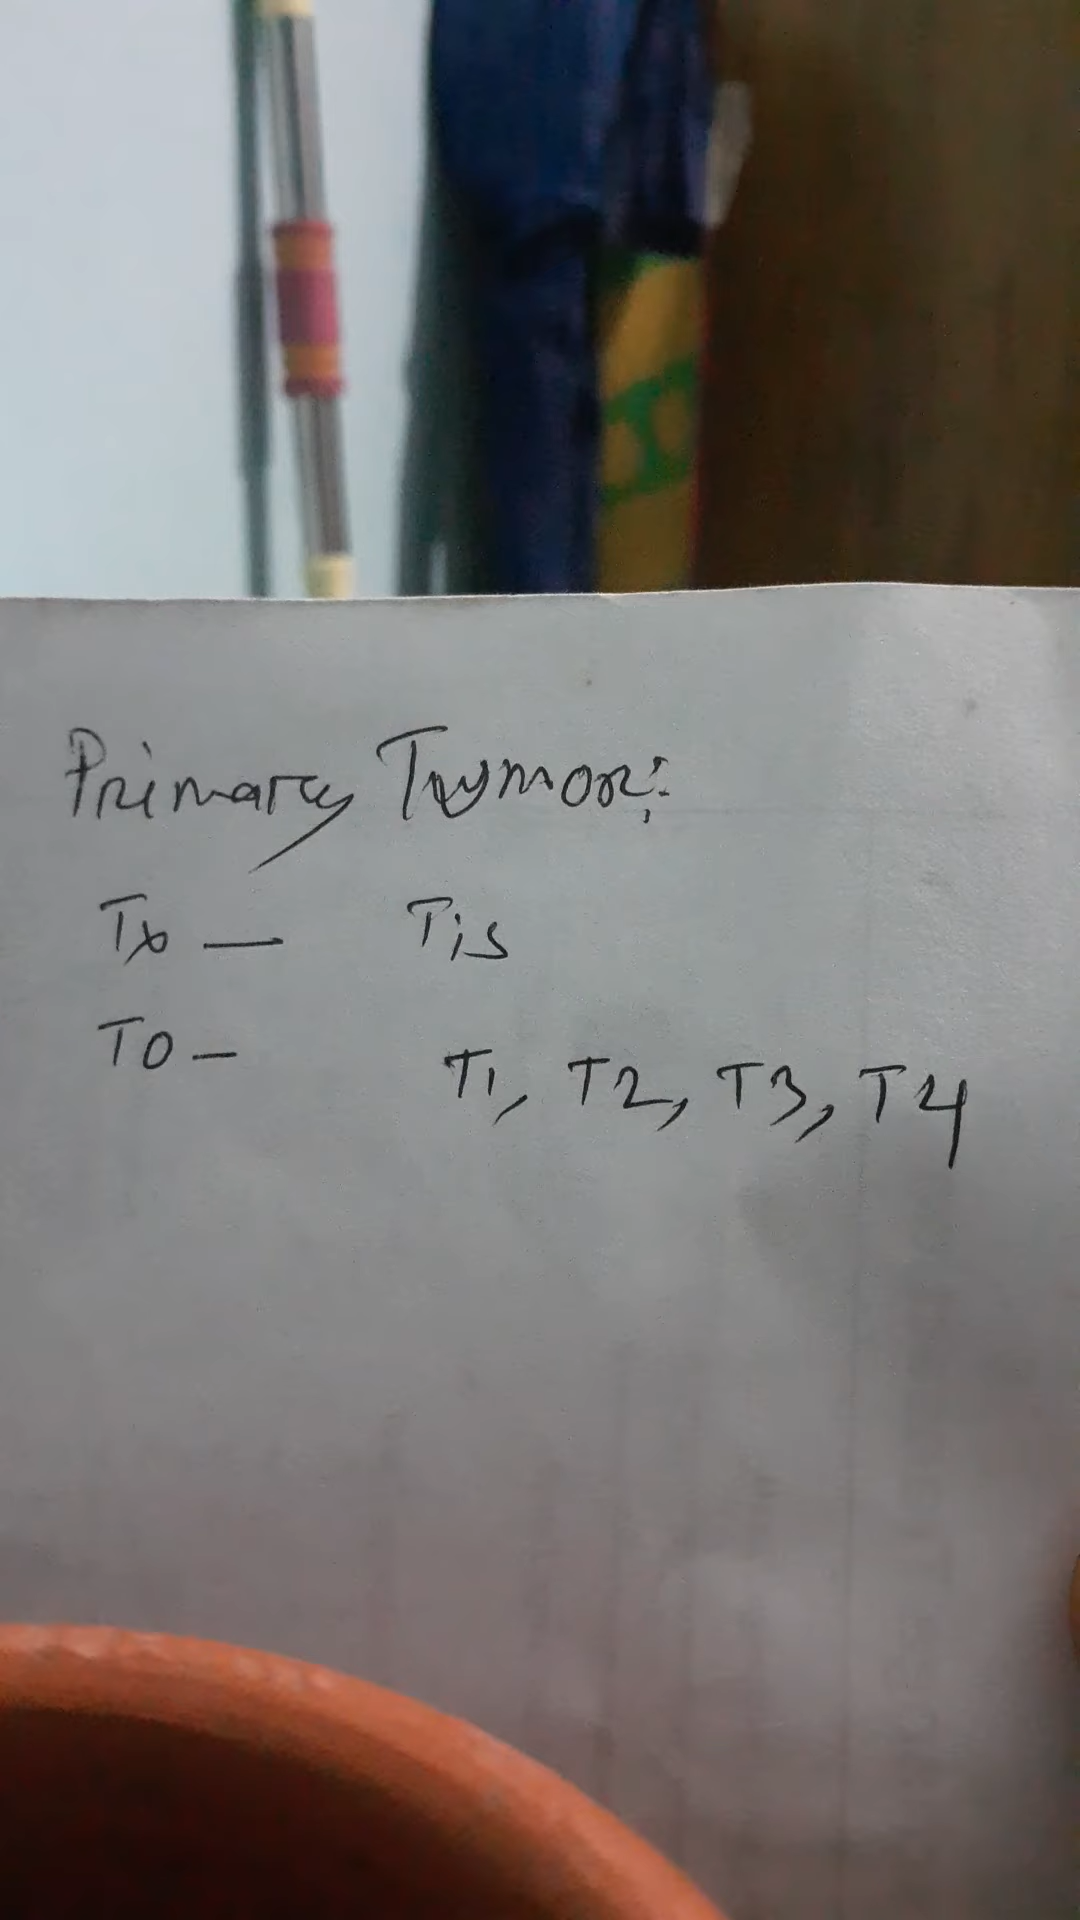 Primary Tumor:
Tx — Tis
T0 –
T1, T2, T3, T4